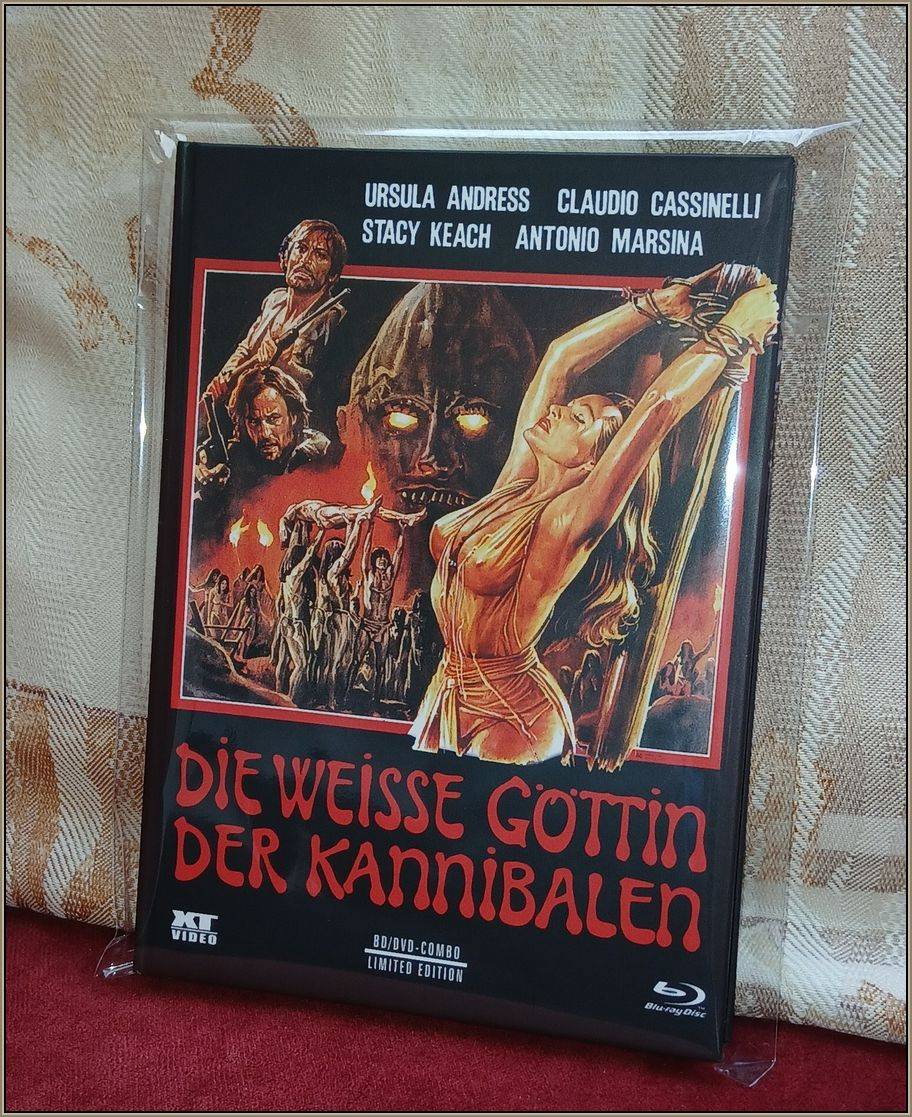 URSULA ANDRESS CLAUDIO CASSINELLI
STACY KEACH ANTONIO MARSINA
DIE WEISSE GÖTTIN
DER KANNIBALEN
XT
VIDEO
BD/DVD-COMBO
LIMITED EDITION
Blu-ray Disc